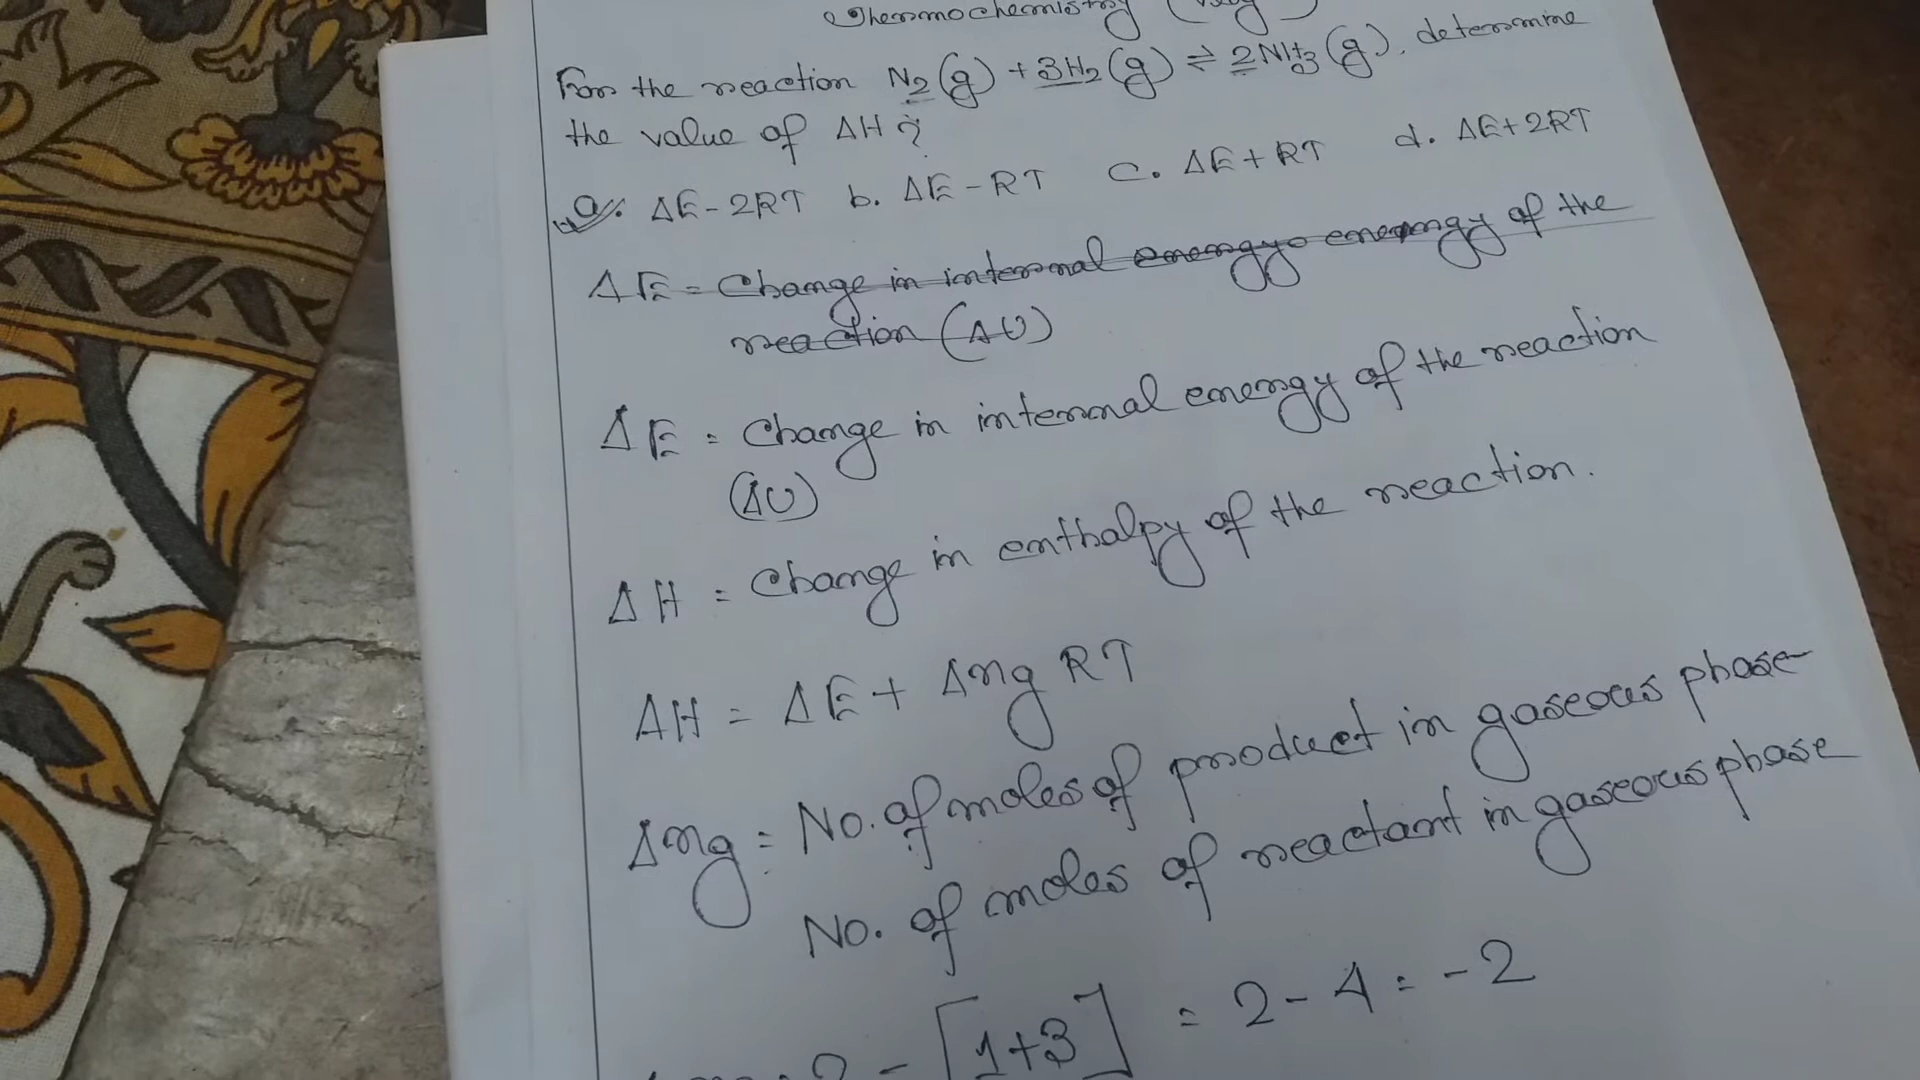 Thermochemistry
For the reaction N2(g) + 3H2(g) ⇌ 2NH3(g), determine
the value of ΔH?
a. ΔE - 2RT b. ΔE - RT c. ΔE + RT d. ΔE + 2RT
ΔE = Change in internal energyo energy of the
reaction (ΔU)
ΔE = Change in internal energy of the reaction
(ΔU)
ΔH = Change in enthalpy of the reaction.
ΔH = ΔE + Δng RT
Δng = No. of moles of product in gaseous phase
No. of moles of reactant in gaseous phase
2 - [1+3] = 2 - 4 = -2